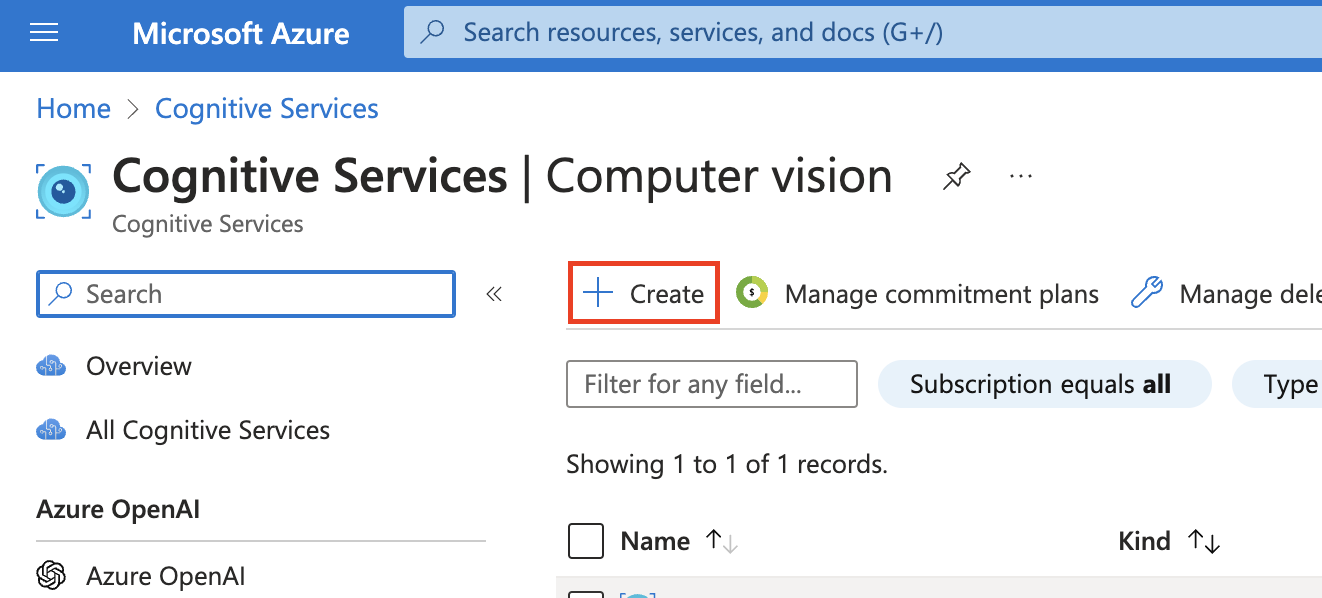 Microsoft Azure
Search resources, services, and docs (G+/)
Home > Cognitive Services
Cognitive Services | Computer vision
Cognitive Services
Search
«
Create
Manage commitment plans
Manage dele
Overview
Filter for any field...
Subscription equals all
Type
All Cognitive Services
Showing 1 to 1 of 1 records.
Azure OpenAI
Name
Kind
Azure OpenAI